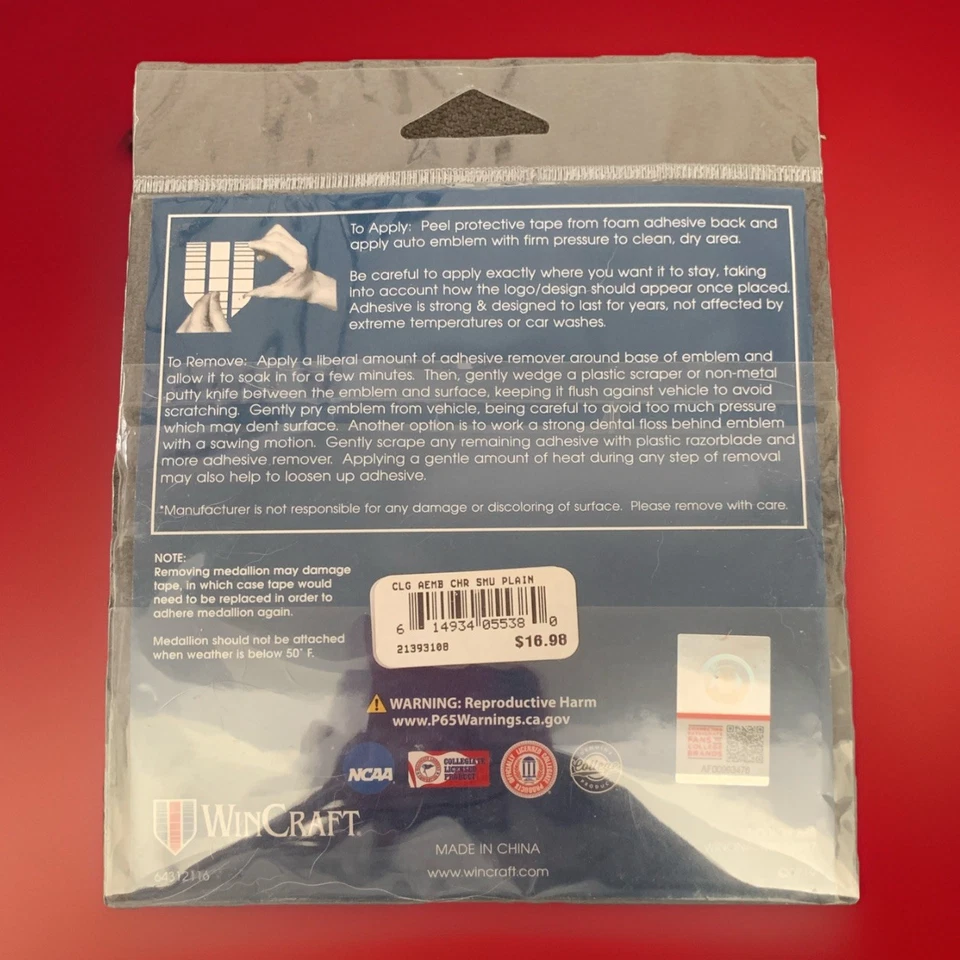 To Apply: Peel protective tape from foam adhesive back and
apply auto emblem with firm pressure to clean, dry area.
Be careful to apply exactly where you want it to stay, taking
into account how the logo/design should appear once placed.
Adhesive is strong & designed to last for years, not affected by
extreme temperatures or car washes.
To Remove: Apply a liberal amount of adhesive remover around base of emblem and
allow it to soak in for a few minutes. Then, gently wedge a plastic scraper or non-metal
putty knife between the emblem and surface, keeping it flush against vehicle to avoid
scratching. Gently pry emblem from vehicle, being careful to avoid too much pressure
which may dent surface. Another option is to work a strong dental floss behind emblem
with a sawing motion. Gently scrape any remaining adhesive with plastic razorblade and
more adhesive remover. Applying a gentle amount of heat during any step of removal
may also help to loosen up adhesive.
*Manufacturer is not responsible for any damage or discoloring of surface. Please remove with care.
NOTE:
Removing medallion may damage
tape, in which case tape would
need to be replaced in order to
adhere medallion again.
Medallion should not be attached
when weather is below 50° F.
CLG AEMB CHR SMU PLAIN
6 14934 05538 0
21393108 $16.98
WARNING: Reproductive Harm
www.P65Warnings.ca.gov
NCAA
COLLEGIATE
LICENSED
PRODUCT
OFFICIALLY LICENSED COLLEGIATE PRODUCTS
College
FANS
COLLEGE
BRANDS
WINCRAFT
MADE IN CHINA
www.wincraft.com
64312116